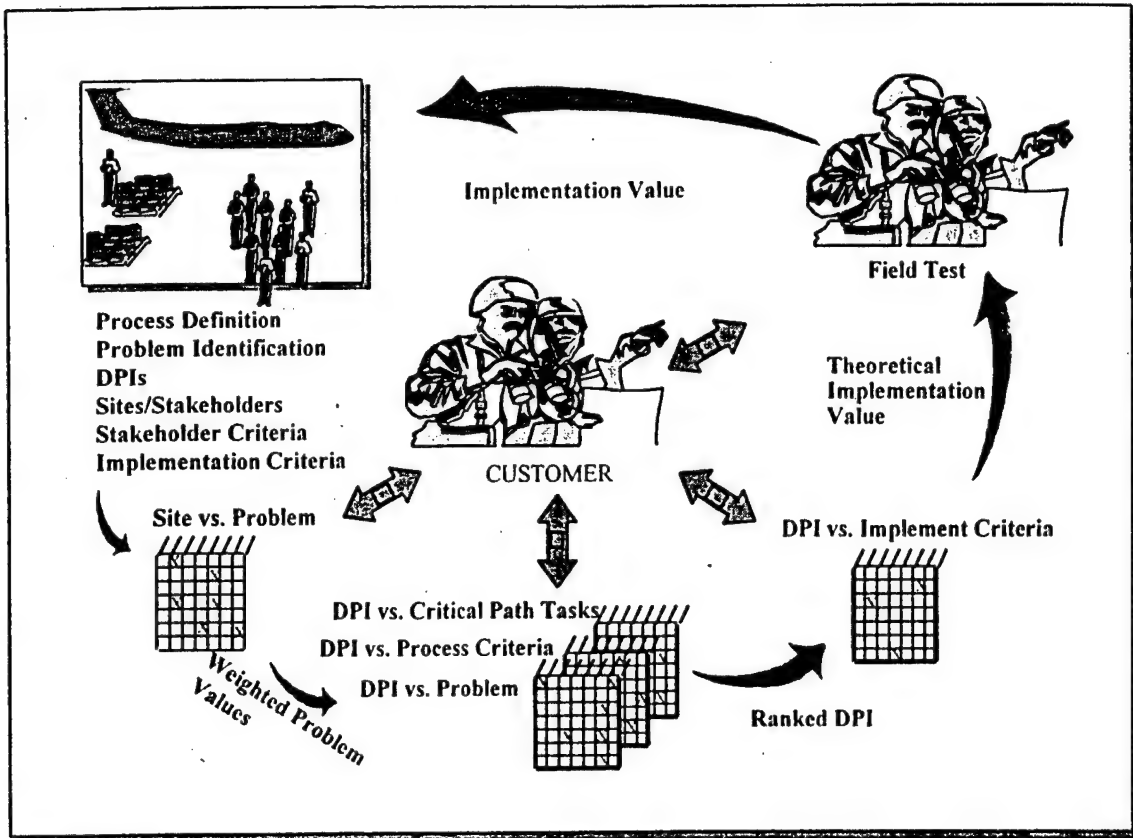 Implementation Value
Field Test
Process Definition
Problem Identification
DPIs
Sites/Stakeholders
Stakeholder Criteria
Implementation Criteria
Theoretical
Implementation
Value
CUSTOMER
Site vs. Problem
DPI vs. Implement Criteria
DPI vs. Critical Path Tasks
DPI vs. Process Criteria
DPI vs. Problem
Weighted Problem
Values
Ranked DPI